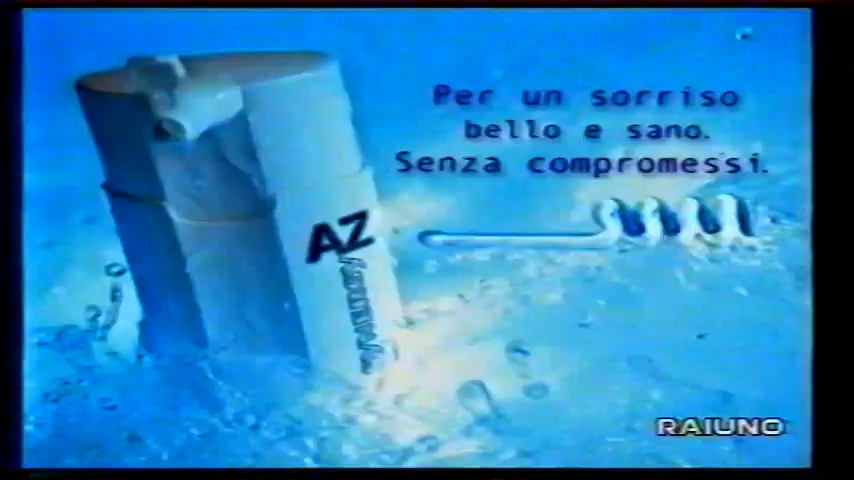 Per un sorriso
bello e sano.
Senza compromessi.
AZ
RAIUNO